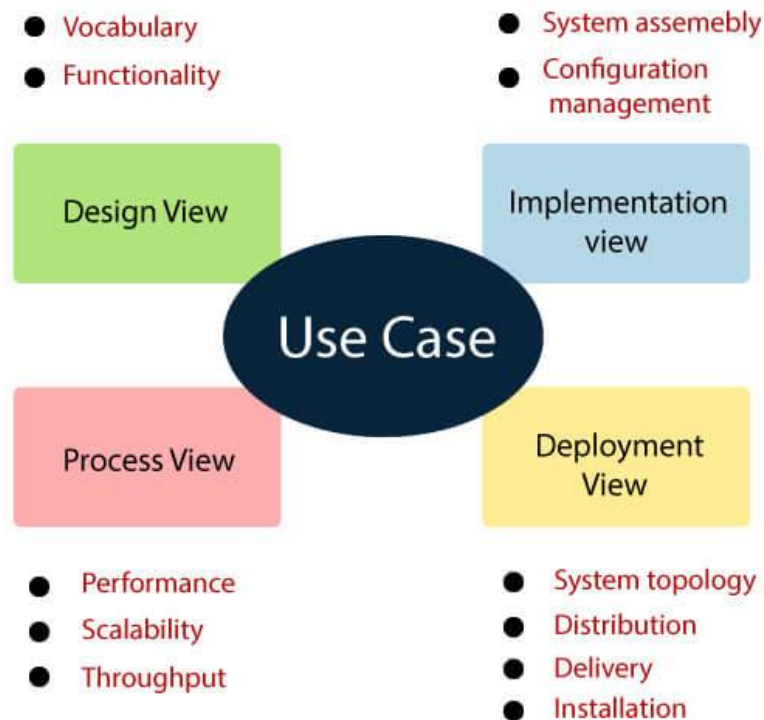 Vocabulary
Functionality
System assemebly
Configuration
management
Design View
Implementation
view
Use Case
Process View
Deployment
View
Performance
Scalability
Throughput
System topology
Distribution
Delivery
Installation